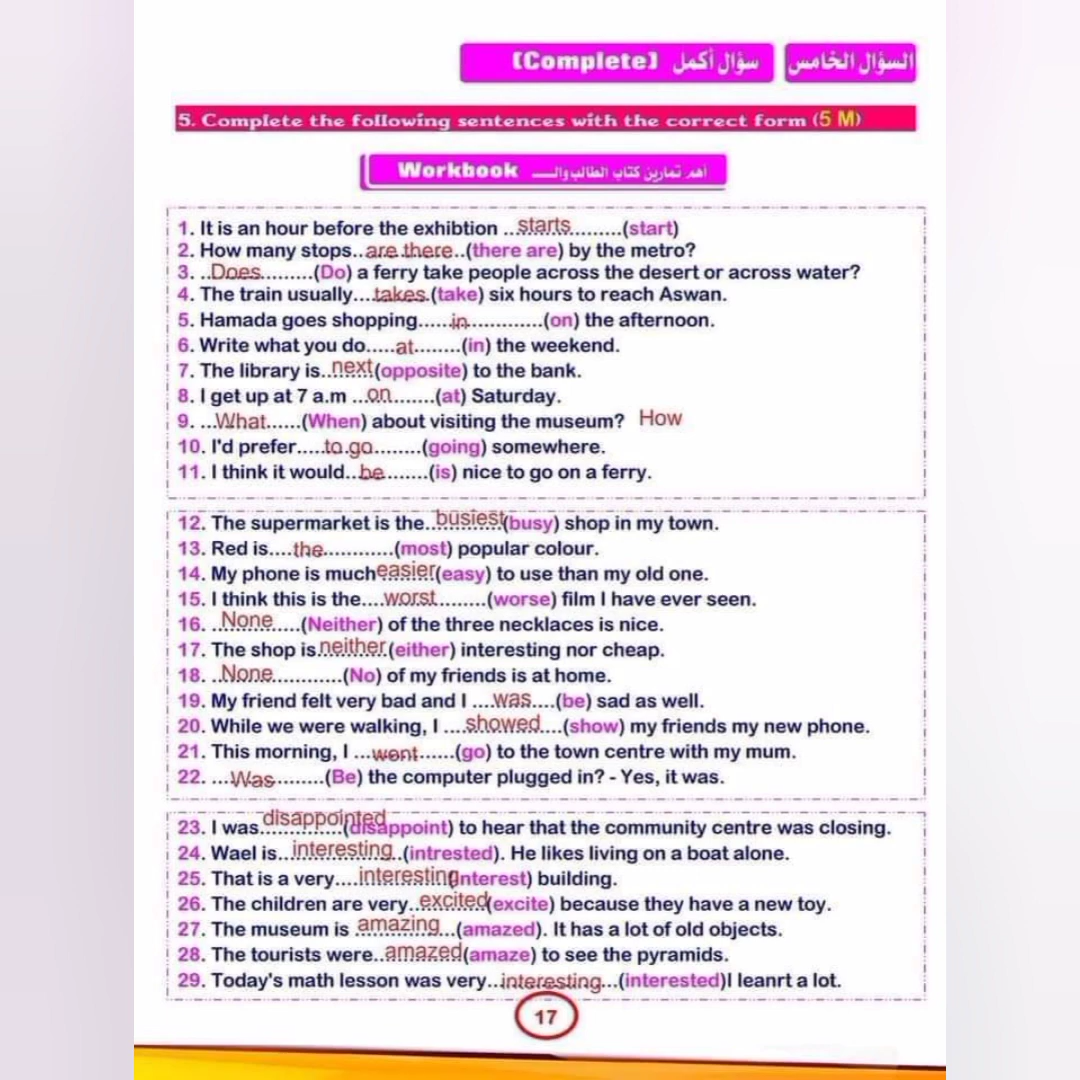 السؤال الخامس سؤال أكمل (Complete)
5. Complete the following sentences with the correct form (5 M)
أهم تمارين كتاب الطالب والـــ Workbook
1. It is an hour before the exhibtion ..starts.........(start)
2. How many stops..are there..(there are) by the metro?
3. ..Does.........(Do) a ferry take people across the desert or across water?
4. The train usually....takes.(take) six hours to reach Aswan.
5. Hamada goes shopping......in.............(on) the afternoon.
6. Write what you do.....at........(in) the weekend.
7. The library is..next(opposite) to the bank.
8. I get up at 7 a.m ...on.......(at) Saturday.
9. ...What......(When) about visiting the museum? How
10. I'd prefer.....to go........(going) somewhere.
11. I think it would...be........(is) nice to go on a ferry.
12. The supermarket is the..busiest(busy) shop in my town.
13. Red is....the............(most) popular colour.
14. My phone is much easier(easy) to use than my old one.
15. I think this is the....worst.........(worse) film I have ever seen.
16. ..None.....(Neither) of the three necklaces is nice.
17. The shop is neither.(either) interesting nor cheap.
18. ..None............(No) of my friends is at home.
19. My friend felt very bad and I ....was....(be) sad as well.
20. While we were walking, I ....showed....(show) my friends my new phone.
21. This morning, I ...went......(go) to the town centre with my mum.
22. ...Was.........(Be) the computer plugged in? - Yes, it was.
23. I was disappointed(disappoint) to hear that the community centre was closing.
24. Wael is...interesting..(intrested). He likes living on a boat alone.
25. That is a very....interesting(interest) building.
26. The children are very..excited(excite) because they have a new toy.
27. The museum is amazing...(amazed). It has a lot of old objects.
28. The tourists were..amazed(amaze) to see the pyramids.
29. Today's math lesson was very..interesting...(interested)I leanrt a lot.
17